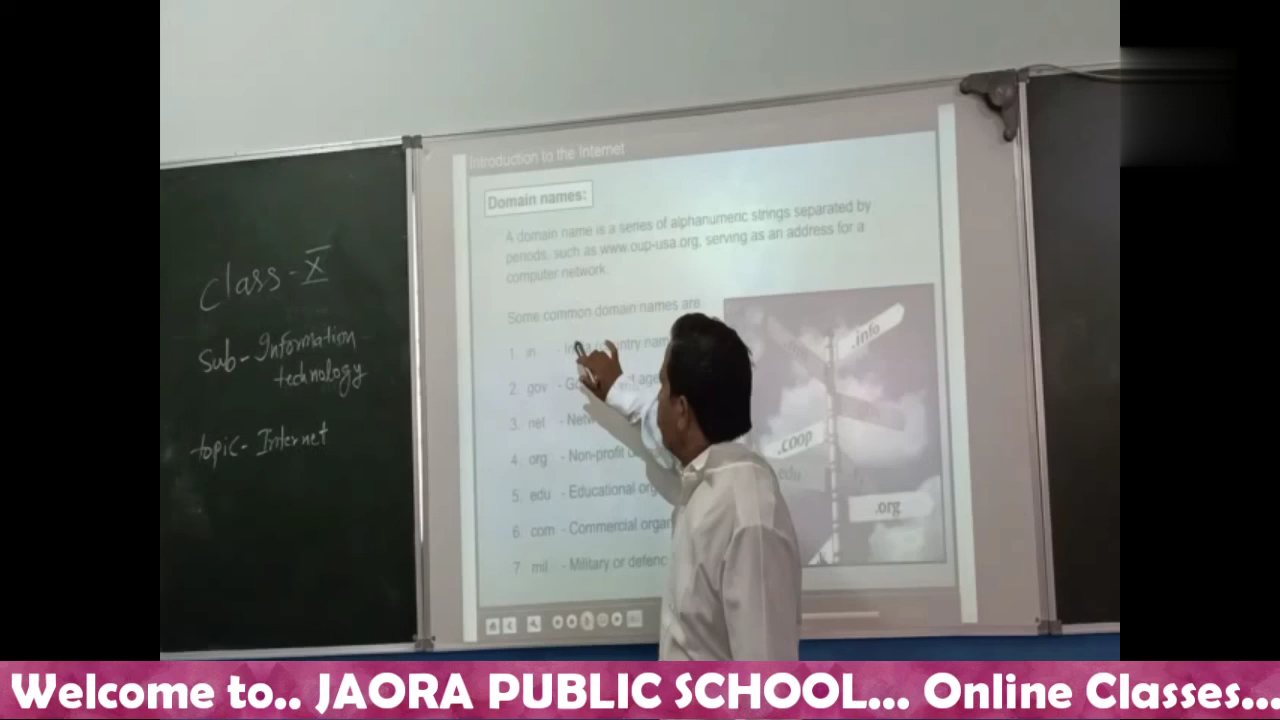 Class - X
Sub - Information
technology
topic - Internet
Introduction to the Internet
Domain names:
A domain name is a series of alphanumeric strings separated by
periods, such as www.oup-usa.org, serving as an address for a
computer network.
Some common domain names are
1. in
2. gov
3. net
4. org - Non-profit
5. edu - Educational
6. com - Commercial
7 mil - Military or
.info
.coop
.edu
.org
Welcome to.. JAORA PUBLIC SCHOOL... Online Classes...